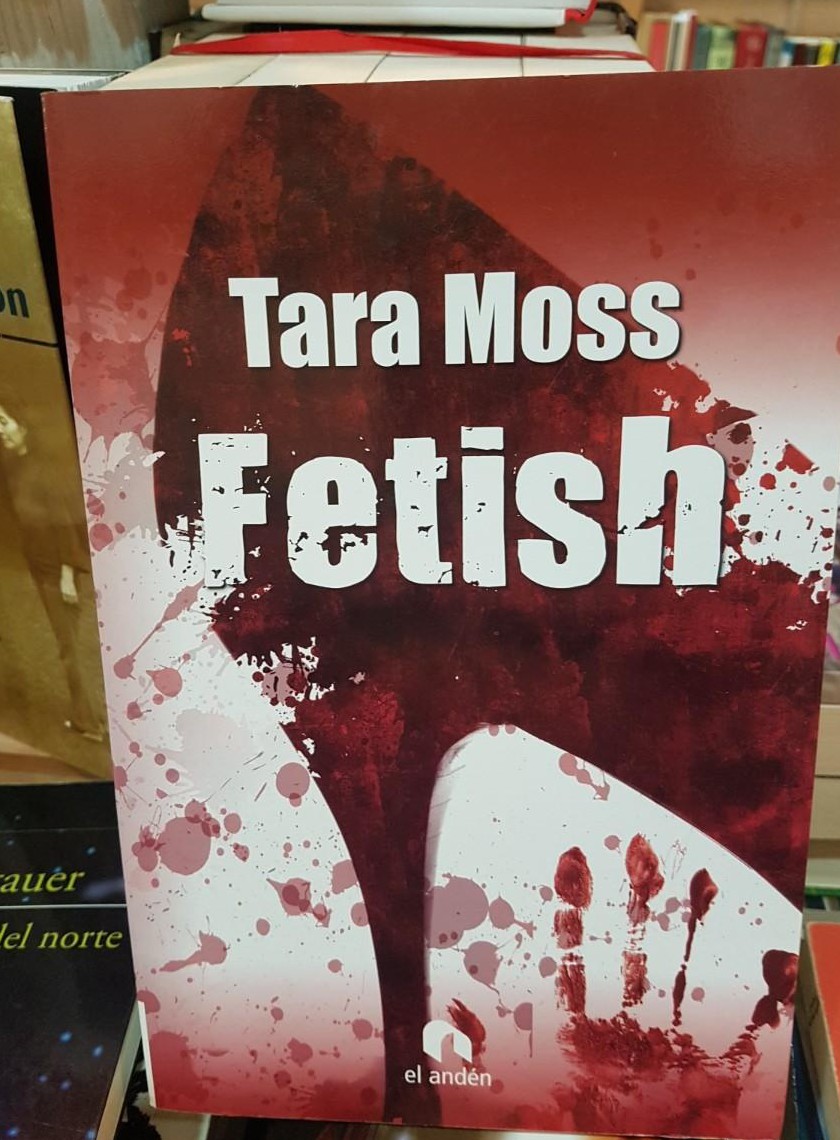 Tara Moss
Fetish
el andén
del norte